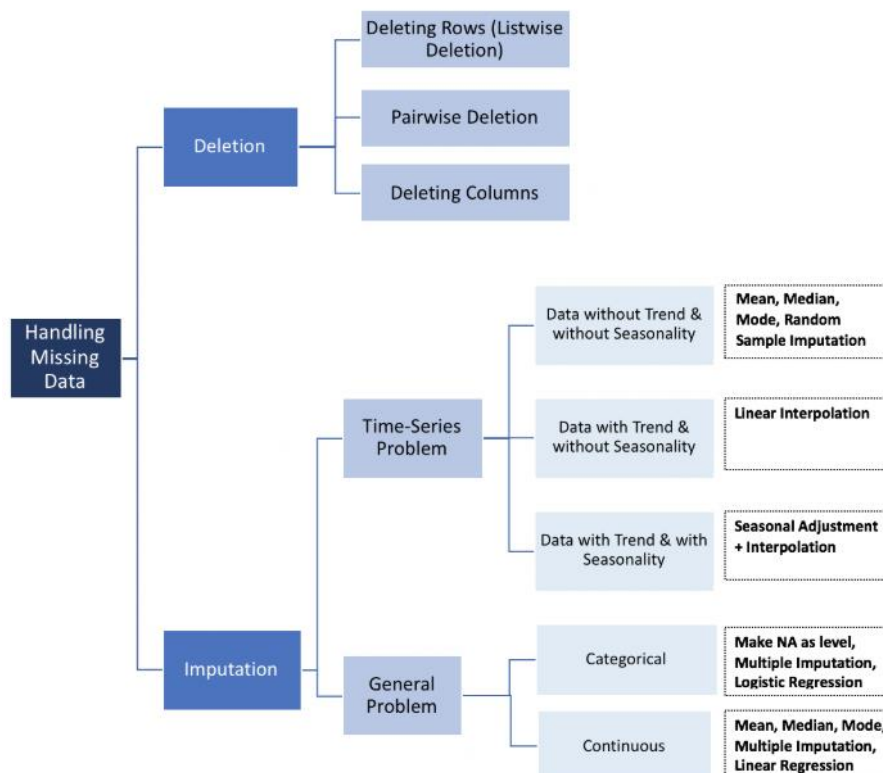 Deleting Rows (Listwise
Deletion)
Pairwise Deletion
Deletion
Deleting Columns
Handling
Missing
Data
Time-Series
Problem
Data without Trend &
without Seasonality
Mean, Median,
Mode, Random
Sample Imputation
Data with Trend &
without Seasonality
Linear Interpolation
Data with Trend & with
Seasonality
Seasonal Adjustment
+ Interpolation
Imputation
General
Problem
Categorical
Make NA as level,
Multiple Imputation,
Logistic Regression
Continuous
Mean, Median, Mode,
Multiple Imputation,
Linear Regression